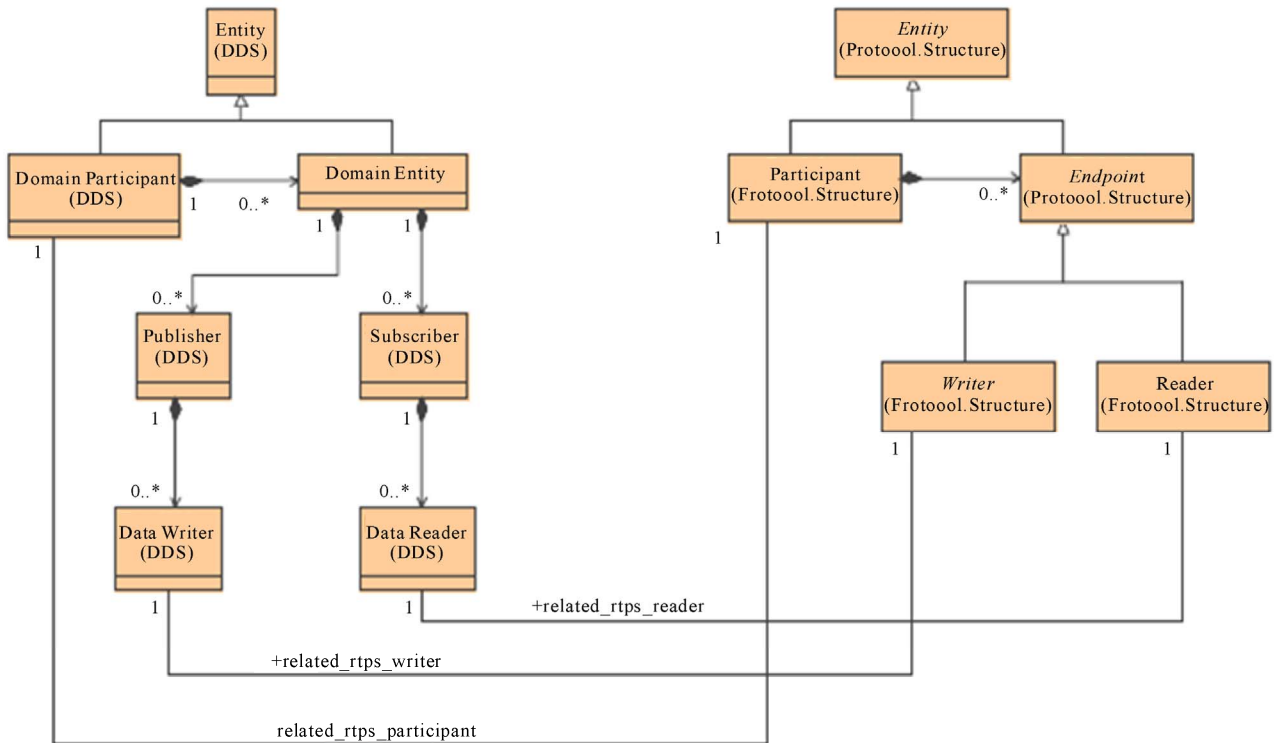 Entity
(DDS)
Entity
(Protoool.Structure)
Domain Participant
(DDS)
1
0..*
Domain Entity
Participant
(Frotoool.Structure)
0..*
Endpoint
(Protoool.Structure)
1
1
1
1
0..*
0..*
Publisher
(DDS)
Subscriber
(DDS)
Writer
(Frotoool.Structure)
Reader
(Frotoool.Structure)
1
1
1
1
0..*
0..*
Data Writer
(DDS)
Data Reader
(DDS)
1
1
+related_rtps_reader
+related_rtps_writer
related_rtps_participant